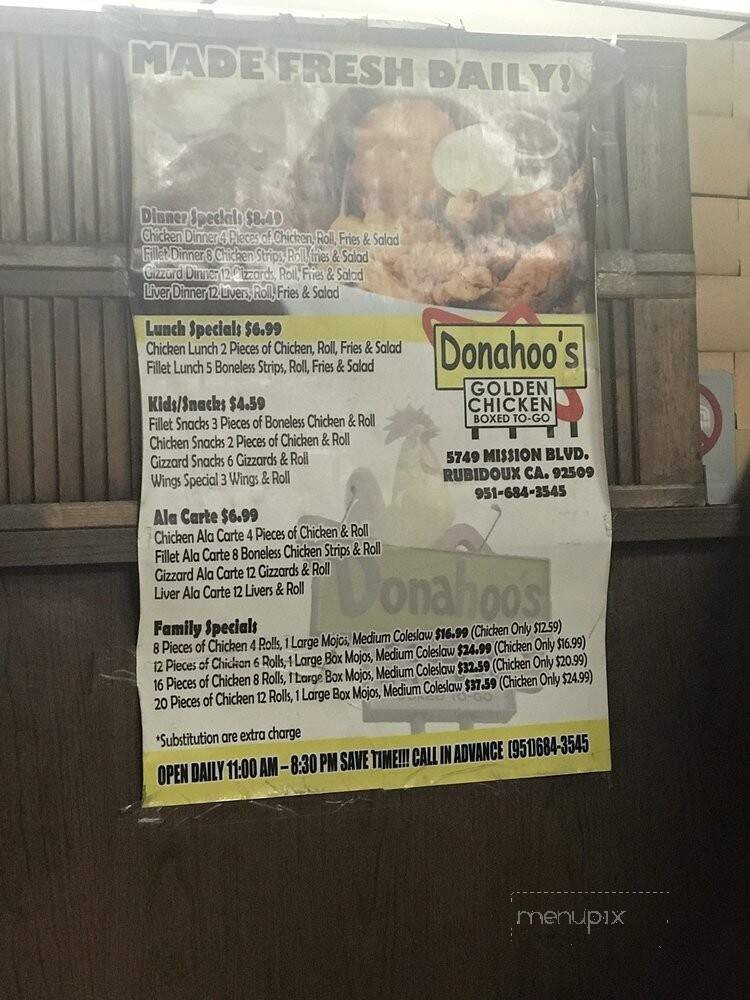 MADE FRESH DAILY!
Dinner Specials $8.49
Chicken Dinner 4 Pieces of Chicken, Roll, Fries & Salad
Fillet Dinner 8 Chicken Strips, Roll, Fries & Salad
Gizzard Dinner 12 Gizzards, Roll, Fries & Salad
Liver Dinner 12 Livers, Roll, Fries & Salad
Lunch Specials $6.99
Chicken Lunch 2 Pieces of Chicken, Roll, Fries & Salad
Fillet Lunch 5 Boneless Strips, Roll, Fries & Salad
Kids/Snacks $4.59
Fillet Snacks 3 Pieces of Boneless Chicken & Roll
Chicken Snacks 2 Pieces of Chicken & Roll
Gizzard Snacks 6 Gizzards & Roll
Wings Special 3 Wings & Roll
Donahoo's
GOLDEN
CHICKEN
BOXED TO-GO
5749 MISSION BLVD.
RUBIDOUX CA. 92509
951-684-3545
Ala Carte $6.99
Chicken Ala Carte 4 Pieces of Chicken & Roll
Fillet Ala Carte 8 Boneless Chicken Strips & Roll
Gizzard Ala Carte 12 Gizzards & Roll
Liver Ala Carte 12 Livers & Roll
Donahoo's
Family Specials
8 Pieces of Chicken 4 Rolls, 1 Large Mojos, Medium Coleslaw $16.99 (Chicken Only $12.59)
12 Pieces of Chicken 6 Rolls, 1 Large Box Mojos, Medium Coleslaw $24.99 (Chicken Only $16.99)
16 Pieces of Chicken 8 Rolls, 1 Large Box Mojos, Medium Coleslaw $32.59 (Chicken Only $20.99)
20 Pieces of Chicken 12 Rolls, 1 Large Box Mojos, Medium Coleslaw $37.59 (Chicken Only $24.99)
*Substitution are extra charge
OPEN DAILY 11:00 AM – 8:30 PM SAVE TIME!!! CALL IN ADVANCE (951)684-3545
menupix